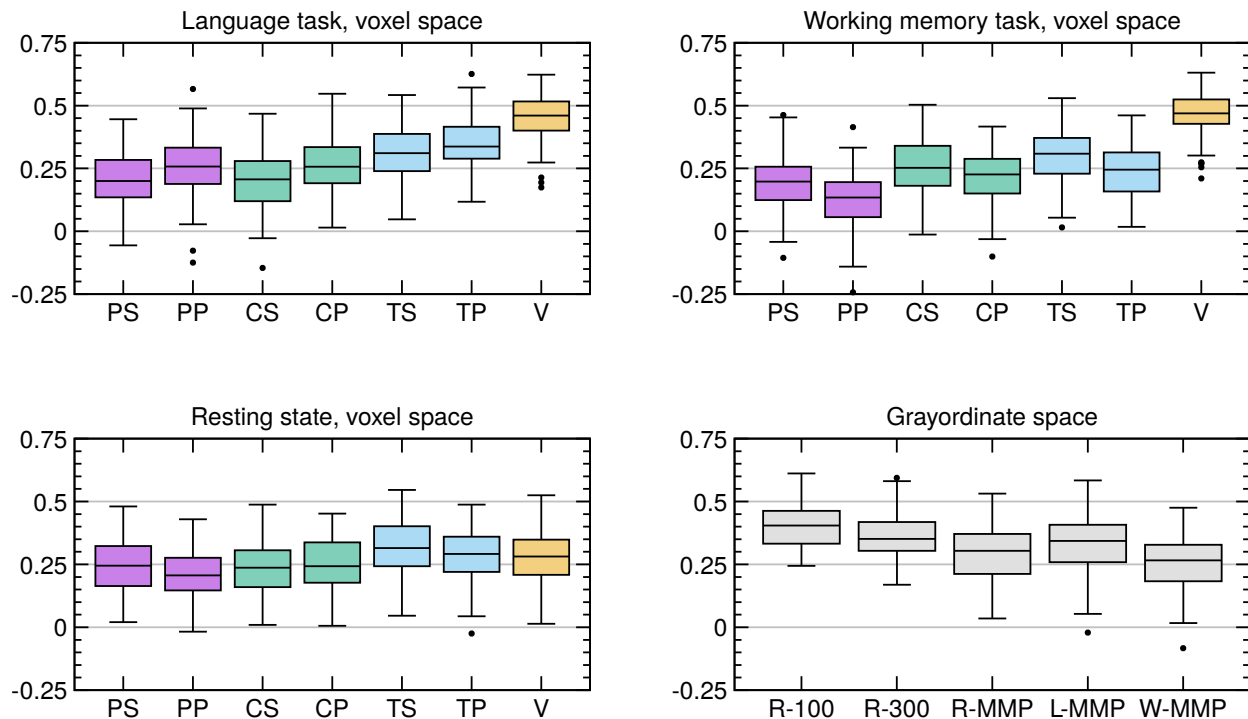 Language task, voxel space
0.75
0.5
0.25
0
-0.25
PS PP CS CP TS TP V
Working memory task, voxel space
0.75
0.5
0.25
0
-0.25
PS PP CS CP TS TP V
Resting state, voxel space
0.75
0.5
0.25
0
-0.25
PS PP CS CP TS TP V
Grayordinate space
0.75
0.5
0.25
0
-0.25
R-100 R-300 R-MMP L-MMP W-MMP